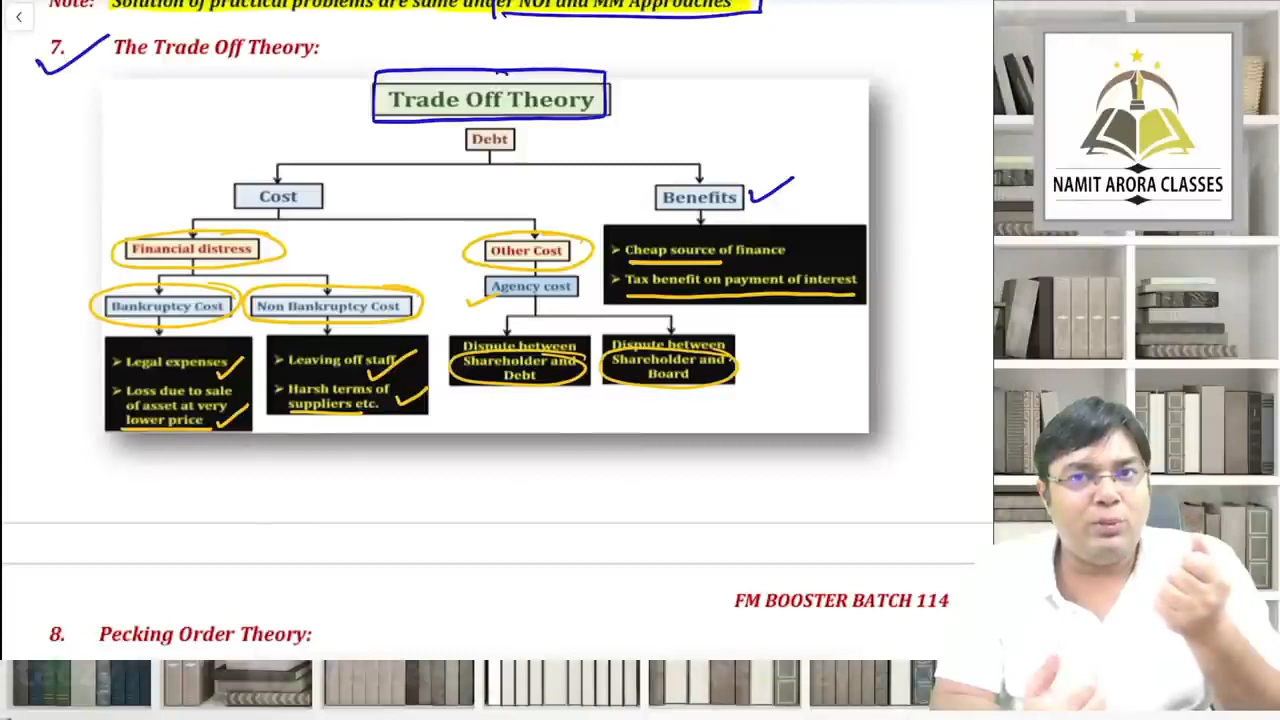 Note: Solution of practical problems are same under NOI and MM Approaches
7. The Trade Off Theory:
Trade Off Theory
Debt
Cost
Benefits
Financial distress
Other Cost
Bankruptcy Cost
Non Bankruptcy Cost
Agency cost
➢ Cheap source of finance
➢ Tax benefit on payment of interest
➢ Legal expenses
➢ Loss due to sale
of asset at very
lower price
➢ Leaving off staff
➢ Harsh terms of
suppliers etc.
Dispute between
Shareholder and
Debt
Dispute between
Shareholder and
Board
FM BOOSTER BATCH 114
8. Pecking Order Theory:
NAMIT ARORA CLASSES